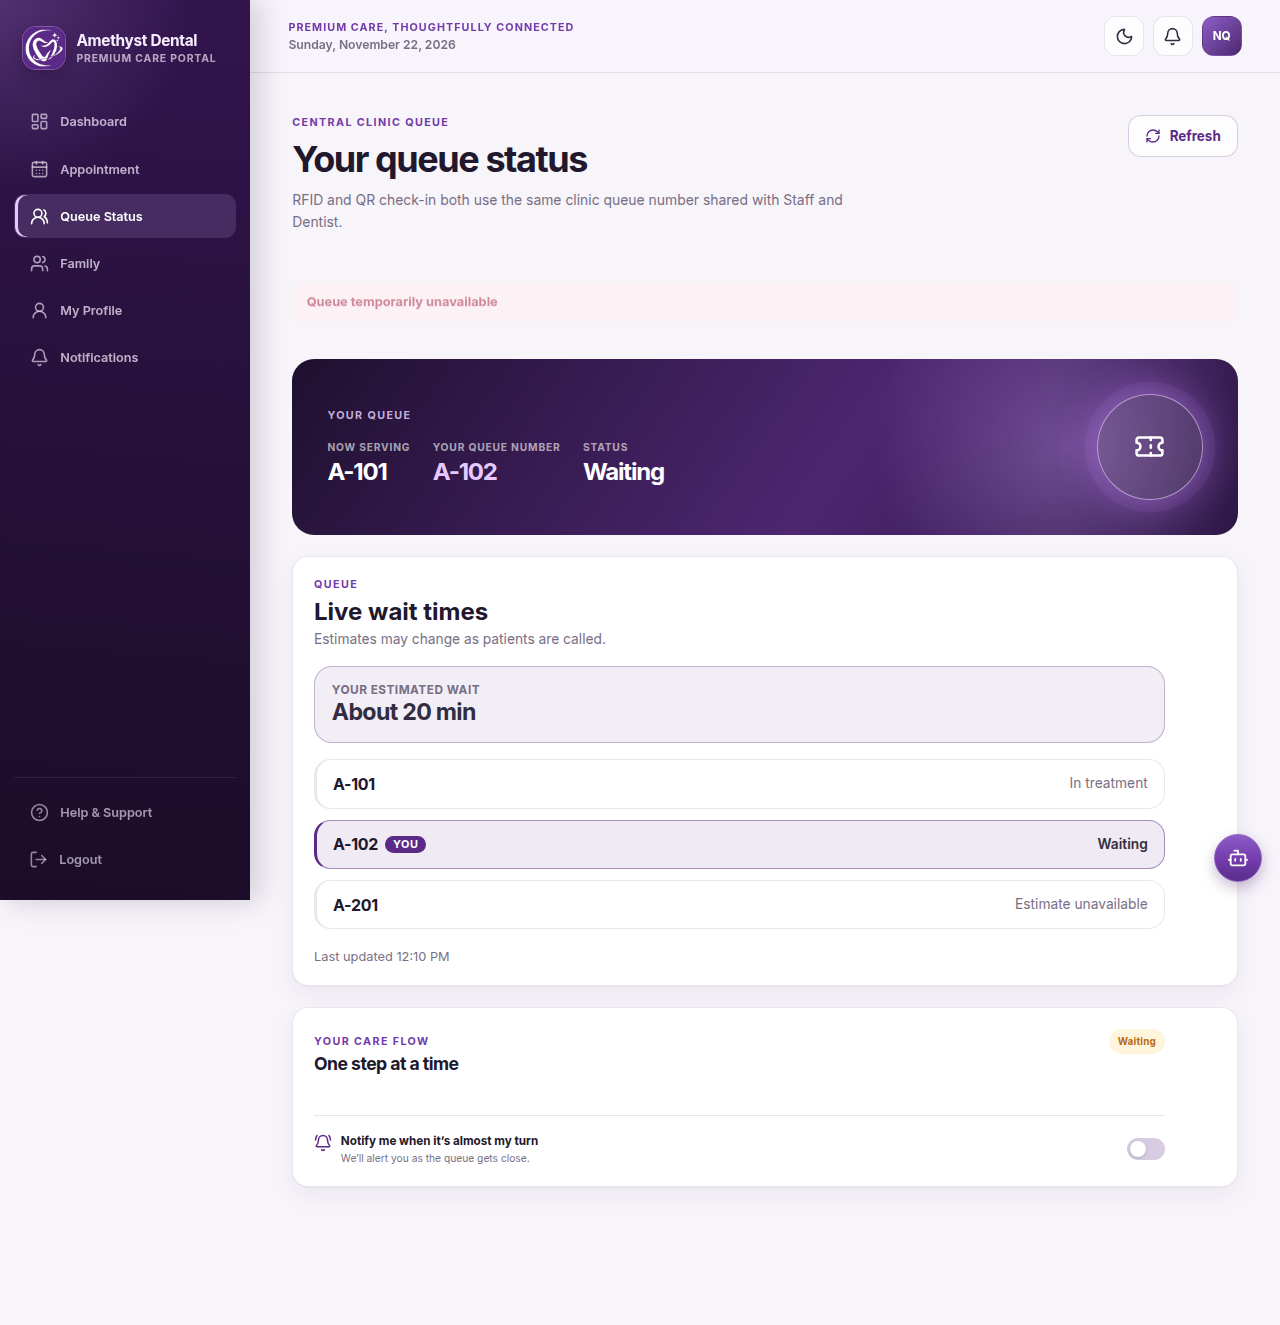 Amethyst Dental
PREMIUM CARE PORTAL
Dashboard
Appointment
Queue Status
Family
My Profile
Notifications
Help & Support
Logout
PREMIUM CARE, THOUGHTFULLY CONNECTED
Sunday, November 22, 2026
NQ
CENTRAL CLINIC QUEUE
Your queue status
RFID and QR check-in both use the same clinic queue number shared with Staff and
Dentist.
Refresh
Queue temporarily unavailable
YOUR QUEUE
NOW SERVING
A-101
YOUR QUEUE NUMBER
A-102
STATUS
Waiting
QUEUE
Live wait times
Estimates may change as patients are called.
YOUR ESTIMATED WAIT
About 20 min
A-101 In treatment
A-102 YOU Waiting
A-201 Estimate unavailable
Last updated 12:10 PM
YOUR CARE FLOW
One step at a time
Waiting
Notify me when it’s almost my turn
We’ll alert you as the queue gets close.